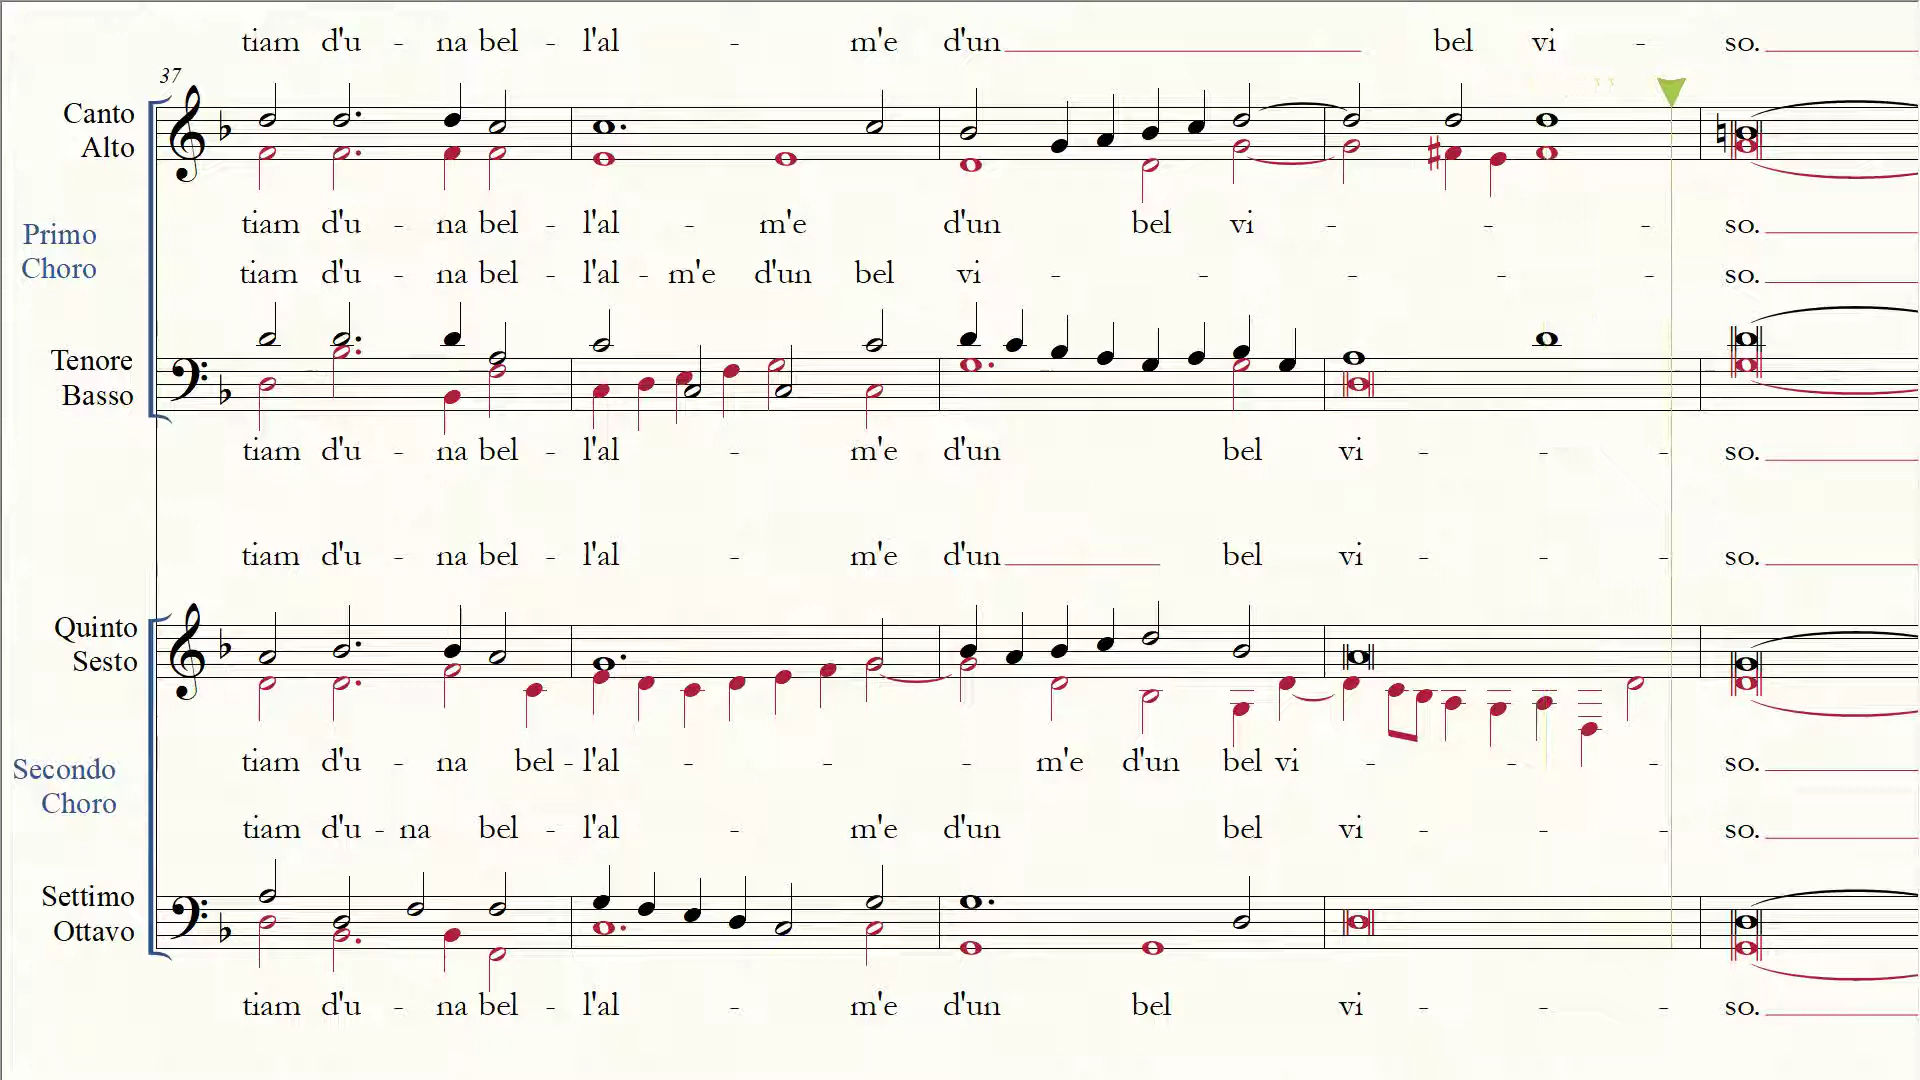 tiam d'u - na bel - l'al - m'e d'un bel vi - so.
37
Canto
Alto
tiam d'u - na bel - l'al - m'e d'un bel vi - - - so.
Primo
Choro
tiam d'u - na bel - l'al - m'e d'un bel vi - - - - - so.
Tenore
Basso
tiam d'u - na bel - l'al - m'e d'un bel vi - - - so.
tiam d'u - na bel - l'al - m'e d'un bel vi - - - so.
Quinto
Sesto
tiam d'u - na bel - l'al - - - m'e d'un bel vi - - - so.
Secondo
Choro
tiam d'u - na bel - l'al - m'e d'un bel vi - - - so.
Settimo
Ottavo
tiam d'u - na bel - l'al - m'e d'un bel vi - - - so.